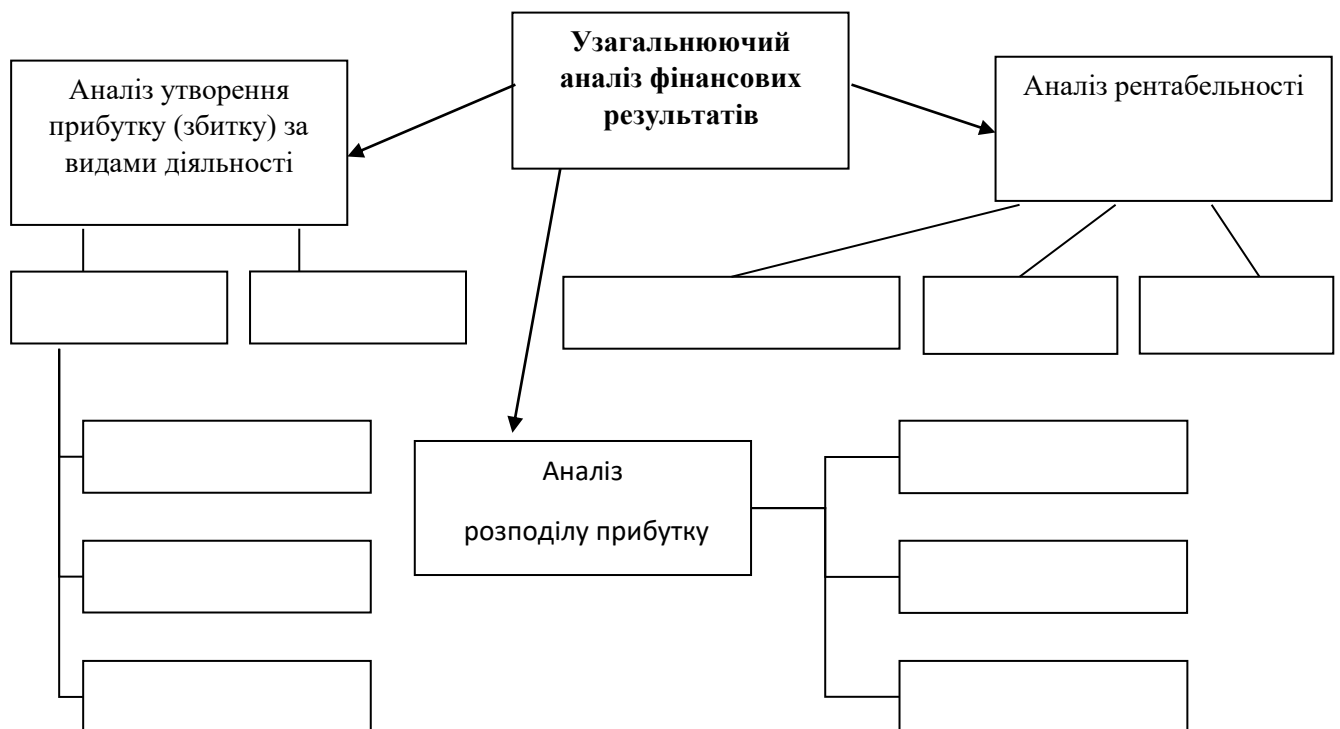 Узагальнюючий
аналіз фінансових
результатів
Аналіз утворення
прибутку (збитку) за
видами діяльності
Аналіз рентабельності
Аналіз
розподілу прибутку